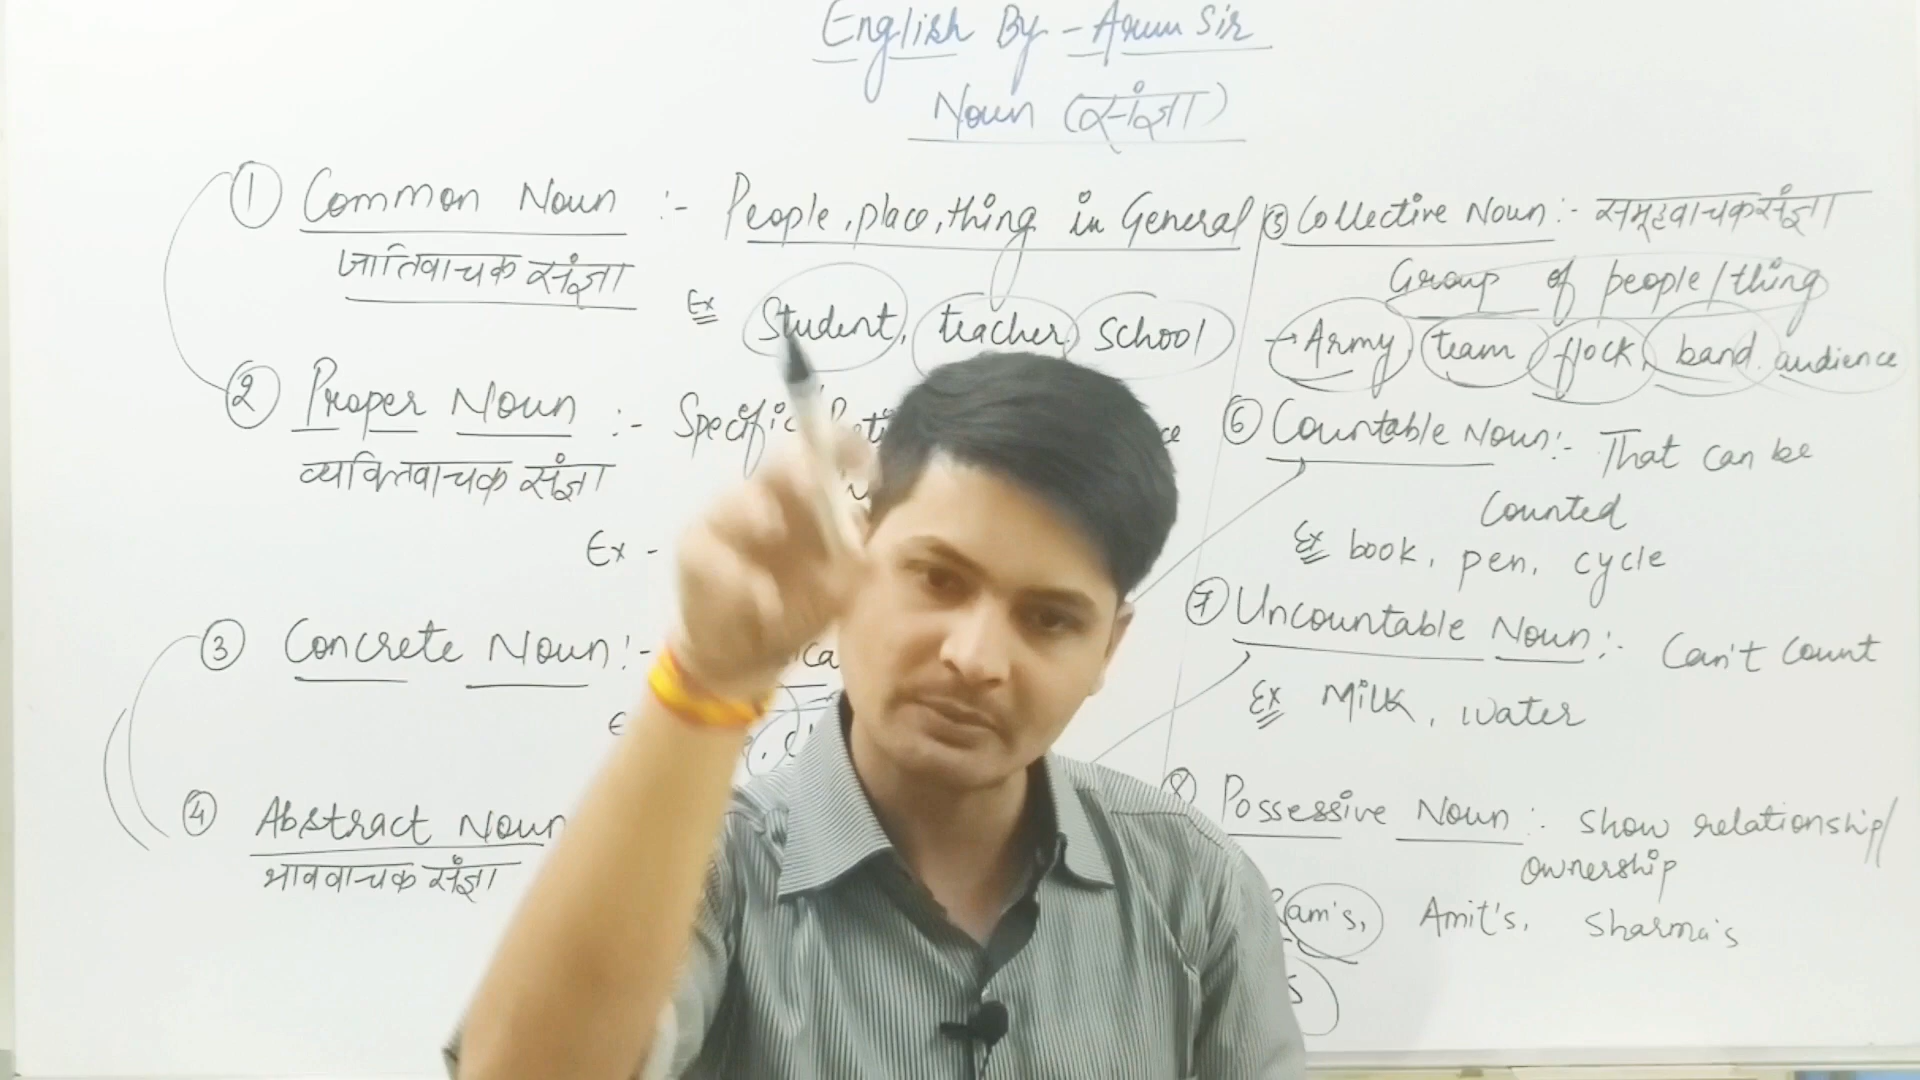 English By - Arun Sir
Noun (संज्ञा)
① Common Noun :- People, place, thing in General
जातिवाचक संज्ञा
Ex Student, teacher, School
② Proper Noun :- Specific
व्यक्तिवाचक संज्ञा
Ex -
③ Concrete Noun :-
④ Abstract Noun
भाववाचक संज्ञा
⑤ Collective Noun :- समूहवाचक संज्ञा
Group of people/thing
→ Army, team, flock, band, audience
⑥ Countable Noun :- That can be
Counted
Ex book, pen, cycle
⑦ Uncountable Noun :- Can't Count
Ex Milk, water
⑧ Possessive Noun :- Show relationship/
Ownership
Ram's, Amit's, Sharma's